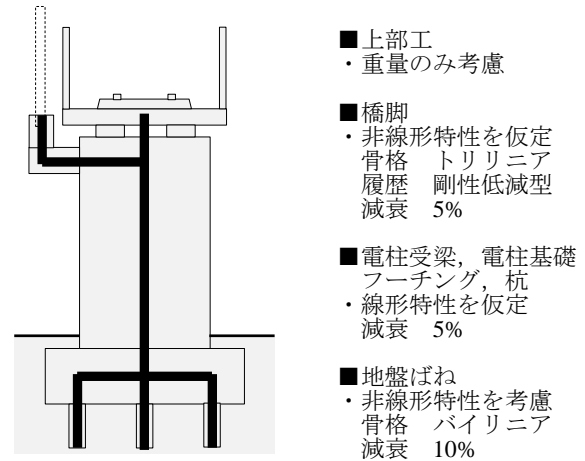 ■上部工
・重量のみ考慮
■橋脚
・非線形特性を仮定
骨格 トリリニア
履歴 剛性低減型
減衰 5%
■電柱受梁，電柱基礎
フーチング，杭
・線形特性を仮定
減衰 5%
■地盤ばね
・非線形特性を考慮
骨格 バイリニア
減衰 10%